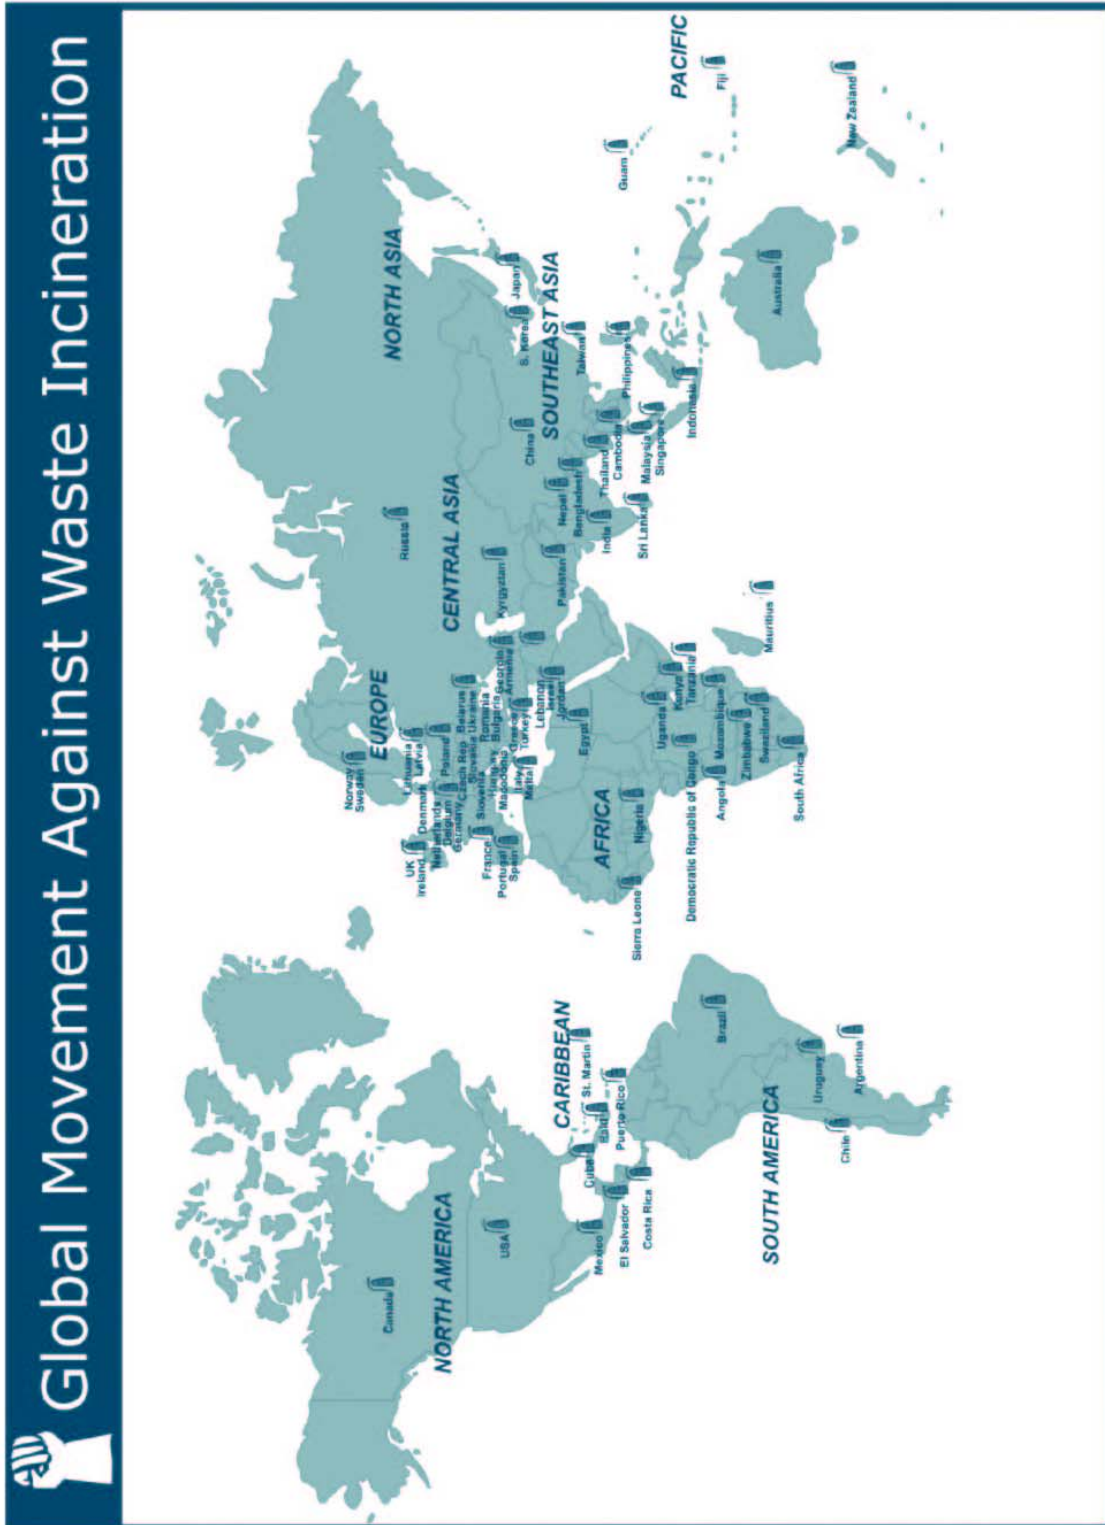 Global Movement Against Waste Incineration
NORTH AMERICA
Canada
USA
Mexico
El Salvador
Costa Rica
CARIBBEAN
Cuba
Haiti
Puerto Rico
St. Martin
SOUTH AMERICA
Brazil
Uruguay
Argentina
Chile
EUROPE
Norway
Sweden
UK
Ireland
Denmark
Lithuania
Latvia
Netherlands
Belgium
Germany
Poland
Czech Rep
Belarus
Slovakia
Ukraine
France
Slovenia
Romania
Bulgaria
Portugal
Spain
Italy
Greece
Turkey
Georgia
Armenia
AFRICA
Lebanon
Israel
Jordan
Egypt
Sierra Leone
Nigeria
Uganda
Kenya
Tanzania
Democratic Republic of Congo
Angola
Mozambique
Zimbabwe
Swaziland
South Africa
Mauritius
CENTRAL ASIA
Kyrgyzlan
Pakistan
NORTH ASIA
Russia
China
S. Korea
Japan
SOUTHEAST ASIA
Nepal
Bangladesh
India
Sri Lanka
Taiwan
Thailand
Cambodia
Philippines
Malaysia
Singapore
Indonesia
PACIFIC
Guam
Fiji
Australia
New Zealand